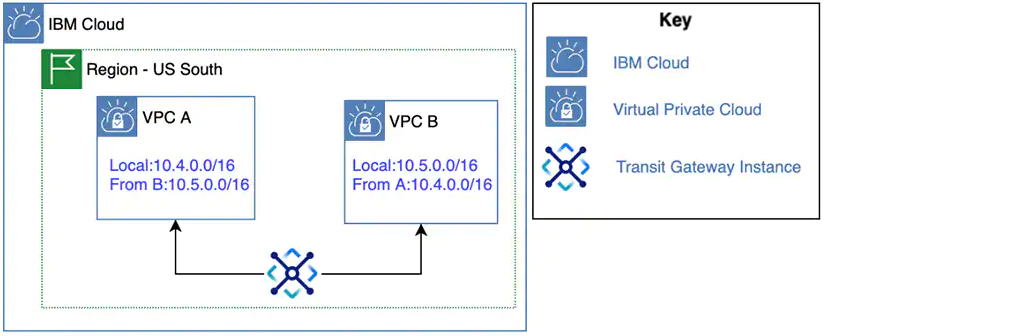 IBM Cloud
Region - US South
VPC A
Local:10.4.0.0/16
From B:10.5.0.0/16
VPC B
Local:10.5.0.0/16
From A:10.4.0.0/16
Key
IBM Cloud
Virtual Private Cloud
Transit Gateway Instance